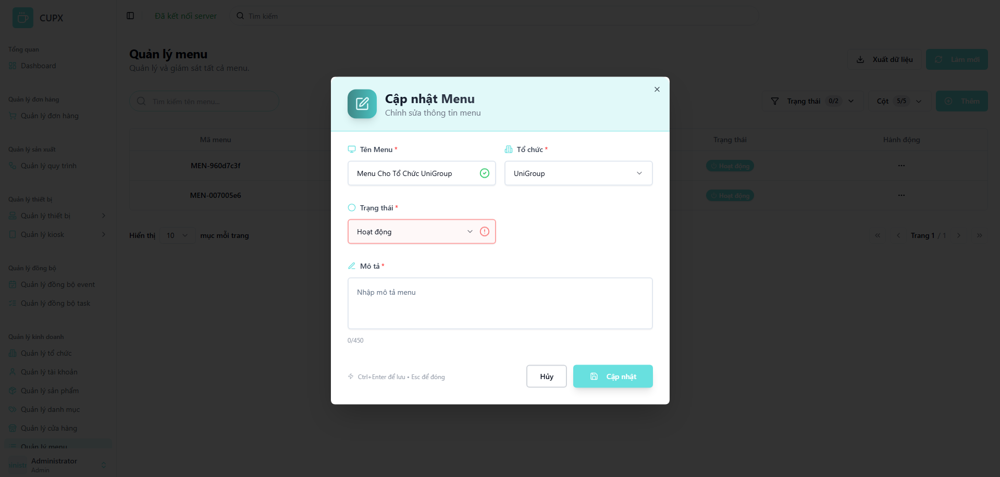 CUPX
Đã kết nối server
Tìm kiếm
Tổng quan
Dashboard
Quản lý đơn hàng
Quản lý đơn hàng
Quản lý sản xuất
Quản lý quy trình
Quản lý thiết bị
Quản lý thiết bị
Quản lý kiosk
Quản lý đồng bộ
Quản lý đồng bộ event
Quản lý đồng bộ task
Quản lý kinh doanh
Quản lý tổ chức
Quản lý tài khoản
Quản lý sản phẩm
Quản lý danh mục
Quản lý cửa hàng
Quản lý menu
Administrator
Admin
Quản lý menu
Quản lý và giám sát tất cả menu.
Xuất dữ liệu
Làm mới
Tìm kiếm tên menu...
Trạng thái 0/2
Cột 5/5
Thêm
Mã menu
Trạng thái
Hành động
MEN-960d7c3f
Hoạt động
MEN-007005e6
Hoạt động
Hiển thị 10 mục mỗi trang
Trang 1 / 1
Cập nhật Menu
Chỉnh sửa thông tin menu
Tên Menu *
Tổ chức *
Menu Cho Tổ Chức UniGroup
UniGroup
Trạng thái *
Hoạt động
Mô tả *
Nhập mô tả menu
0/450
Ctrl+Enter để lưu • Esc để đóng
Hủy
Cập nhật